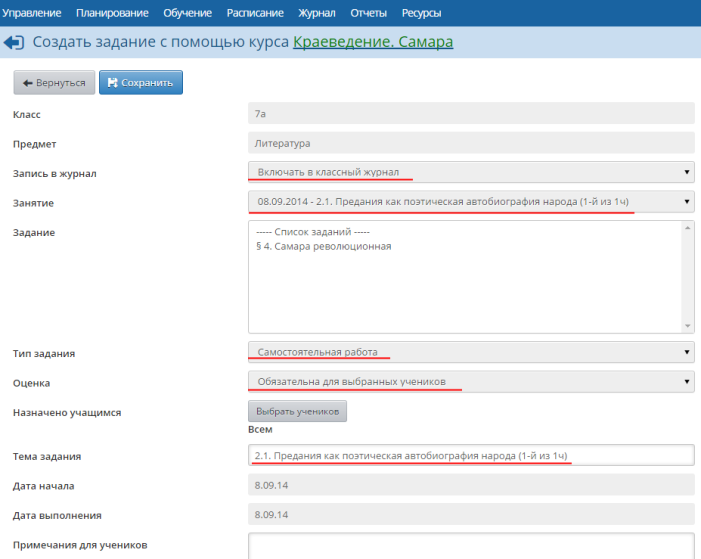 Управление Планирование Обучение Расписание Журнал Отчеты Ресурсы
Создать задание с помощью курса Краеведение. Самара
Вернуться Сохранить
Класс 7а
Предмет Литература
Запись в журнал Включать в классный журнал
Занятие 08.09.2014 - 2.1. Предания как поэтическая автобиография народа (1-й из 1ч)
Задание ----- Список заданий -----
§ 4. Самара революционная
Тип задания Самостоятельная работа
Оценка Обязательна для выбранных учеников
Назначено учащимся Выбрать учеников
Всем
Тема задания 2.1. Предания как поэтическая автобиография народа (1-й из 1ч)
Дата начала 8.09.14
Дата выполнения 8.09.14
Примечания для учеников